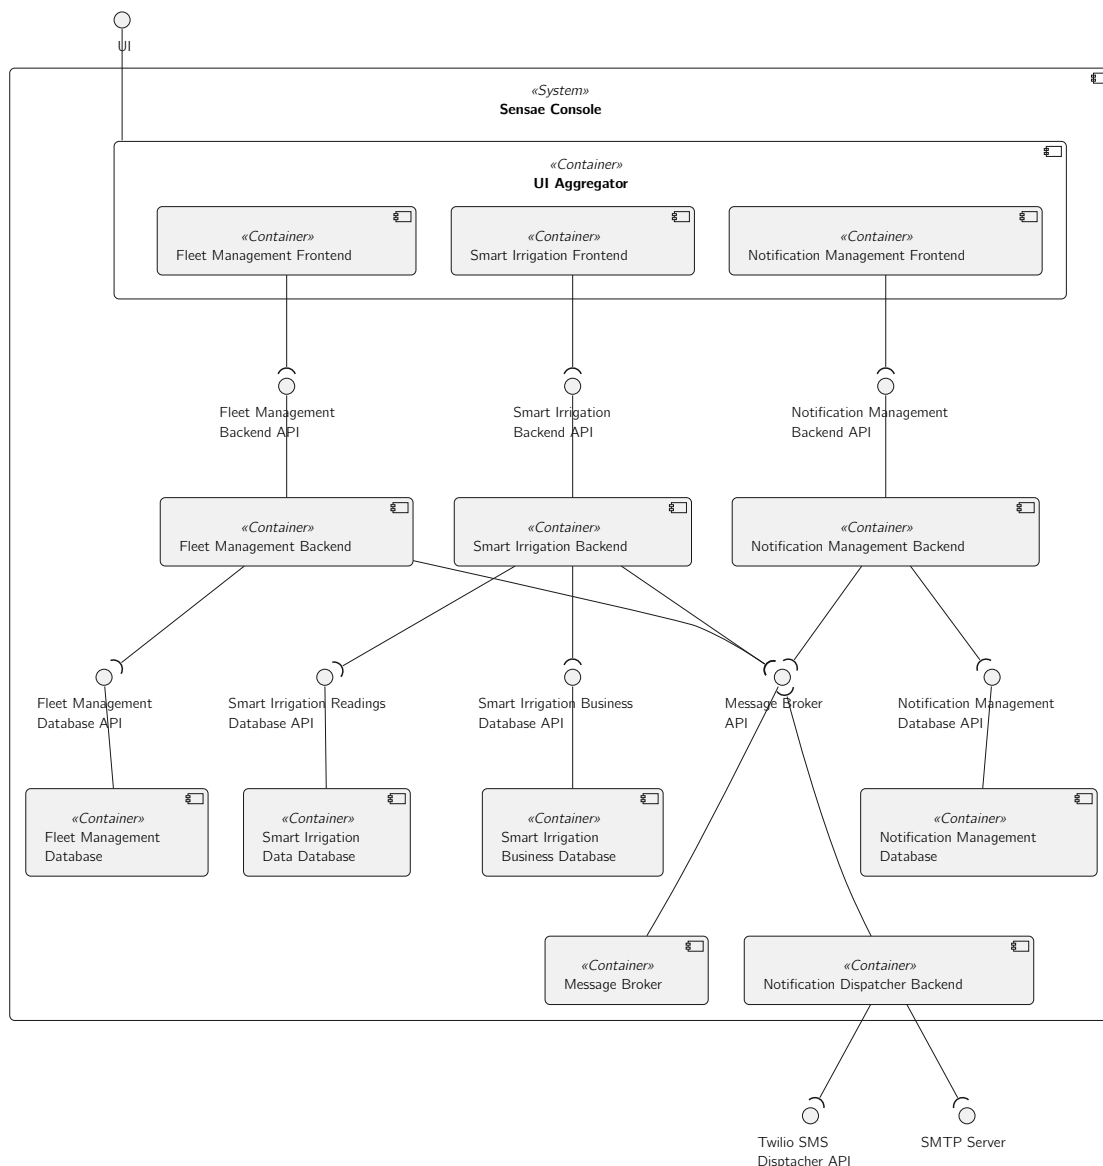 UI
«System»
Sensae Console
«Container»
UI Aggregator
«Container»
Fleet Management Frontend
«Container»
Smart Irrigation Frontend
«Container»
Notification Management Frontend
Fleet Management
Backend API
Smart Irrigation
Backend API
Notification Management
Backend API
«Container»
Fleet Management Backend
«Container»
Smart Irrigation Backend
«Container»
Notification Management Backend
Fleet Management
Database API
Smart Irrigation Readings
Database API
Smart Irrigation Business
Database API
Message Broker
API
Notification Management
Database API
«Container»
Fleet Management
Database
«Container»
Smart Irrigation
Data Database
«Container»
Smart Irrigation
Business Database
«Container»
Notification Management
Database
«Container»
Message Broker
«Container»
Notification Dispatcher Backend
Twilio SMS
Disptacher API
SMTP Server